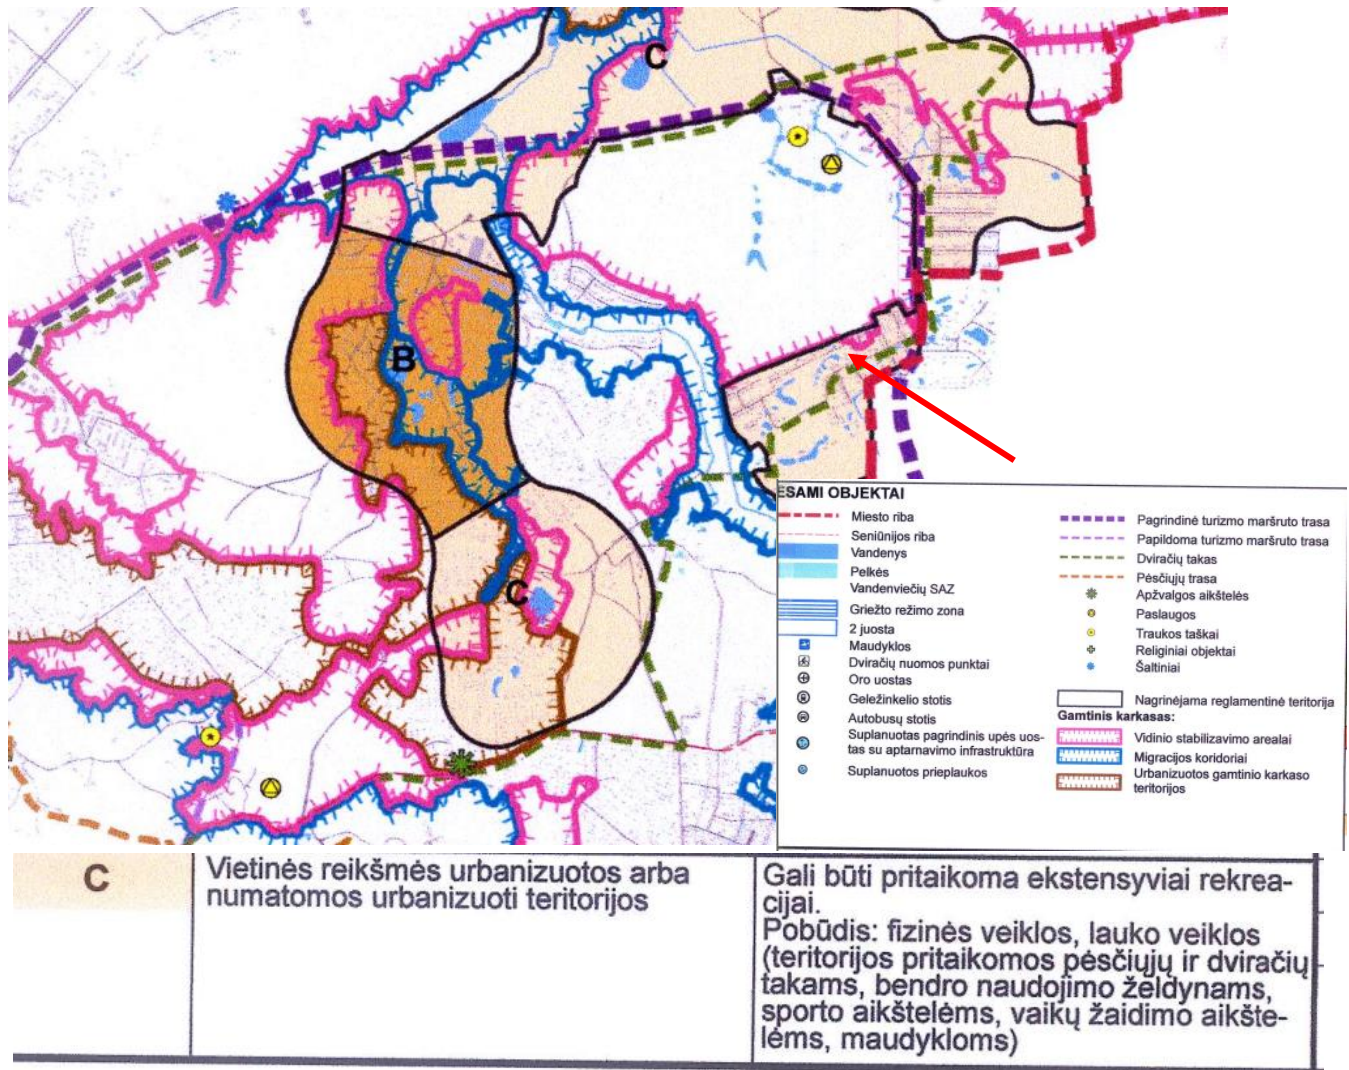 C
B
C
ESAMI OBJEKTAI
Miesto riba
Seniūnijos riba
Vandenys
Pelkės
Vandenviečių SAZ
Griežto režimo zona
2 juosta
Maudyklos
Dviračių nuomos punktai
Oro uostas
Geležinkelio stotis
Autobusų stotis
Suplanuotas pagrindinis upės uos-
tas su aptarnavimo infrastruktūra
Suplanuotos prieplaukos
Pagrindinė turizmo maršruto trasa
Papildoma turizmo maršruto trasa
Dviračių takas
Pėsčiųjų trasa
Apžvalgos aikštelės
Paslaugos
Traukos taškai
Religiniai objektai
Šaltiniai
Nagrinėjama reglamentinė teritorija
Gamtinis karkasas:
Vidinio stabilizavimo arealai
Migracijos koridoriai
Urbanizuotos gamtinio karkaso
teritorijos
C
Vietinės reikšmės urbanizuotos arba
numatomos urbanizuoti teritorijos
Gali būti pritaikoma ekstensyviai rekrea-
cijai.
Pobūdis: fizinės veiklos, lauko veiklos
(teritorijos pritaikomos pėsčiųjų ir dviračių
takams, bendro naudojimo želdynams,
sporto aikštelėms, vaikų žaidimo aikšte-
lėms, maudykloms)